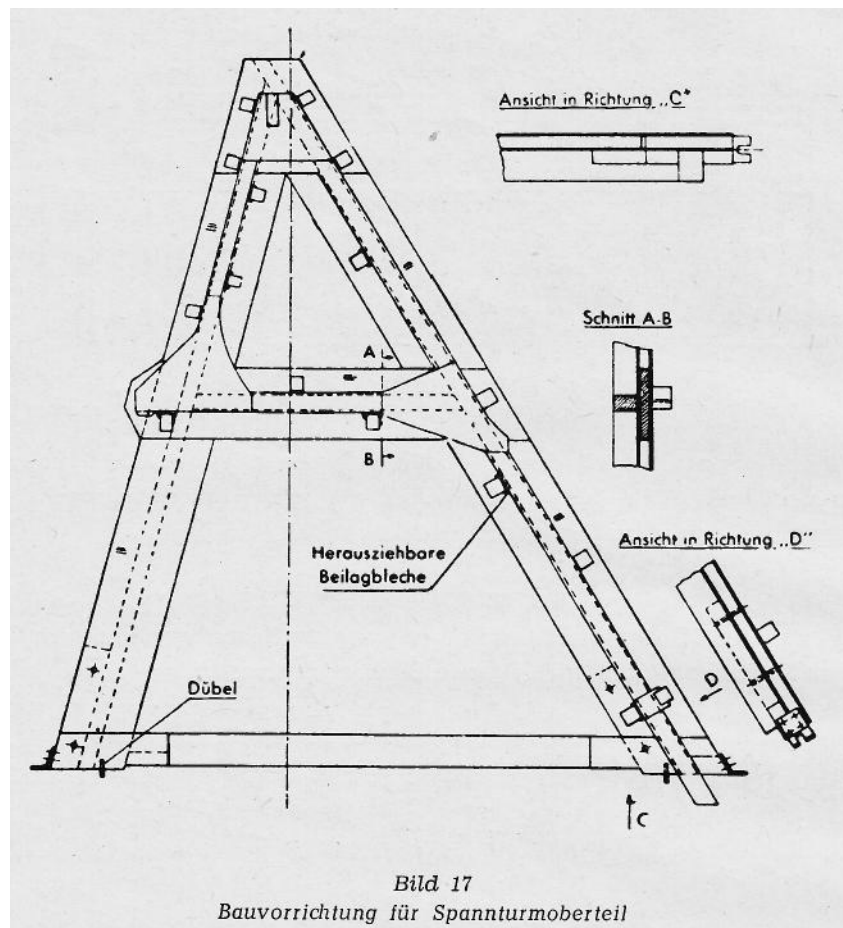 Ansicht in Richtung „C"
Schnitt A-B
A
B
Herausziehbare
Beilagbleche
Ansicht in Richtung „D"
D
Dübel
C
Bild 17
Bauvorrichtung für Spannturmoberteil